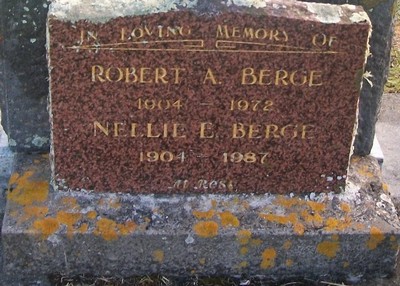 IN LOVING MEMORY OF
ROBERT A. BERGE
1904 – 1972
NELLIE E. BERGE
1904 – 1987
At Rest